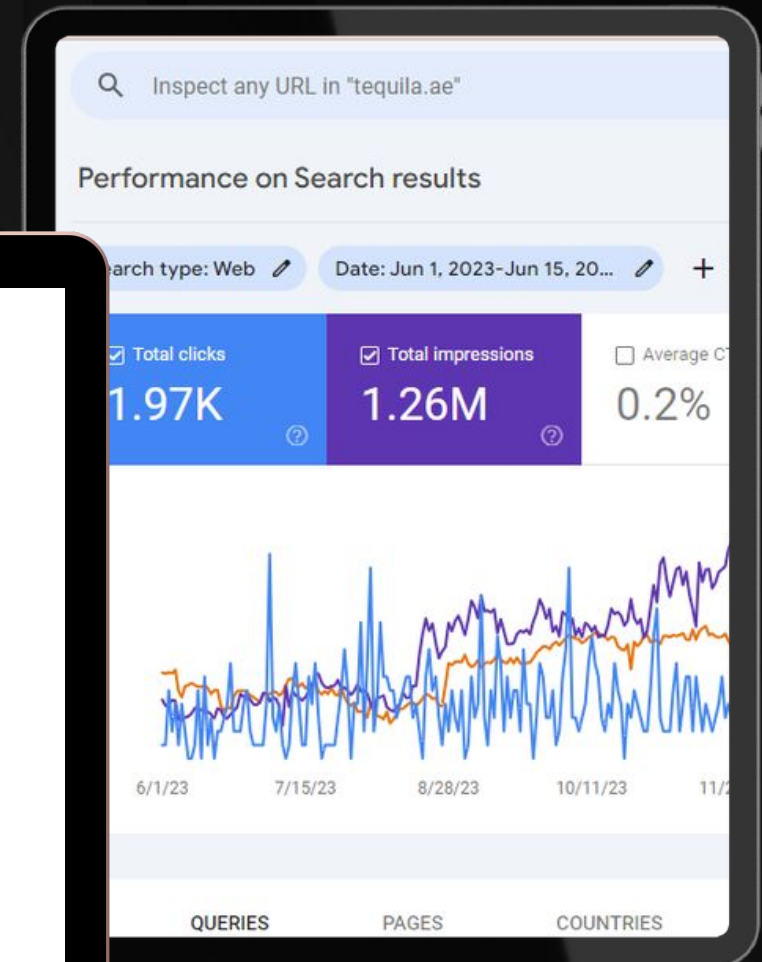 Inspect any URL in "tequila.ae"
Performance on Search results
earch type: Web Date: Jun 1, 2023-Jun 15, 20... +
Total clicks Total impressions Average C
1.97K 1.26M 0.2%
6/1/23 7/15/23 8/28/23 10/11/23 11/2
QUERIES PAGES COUNTRIES